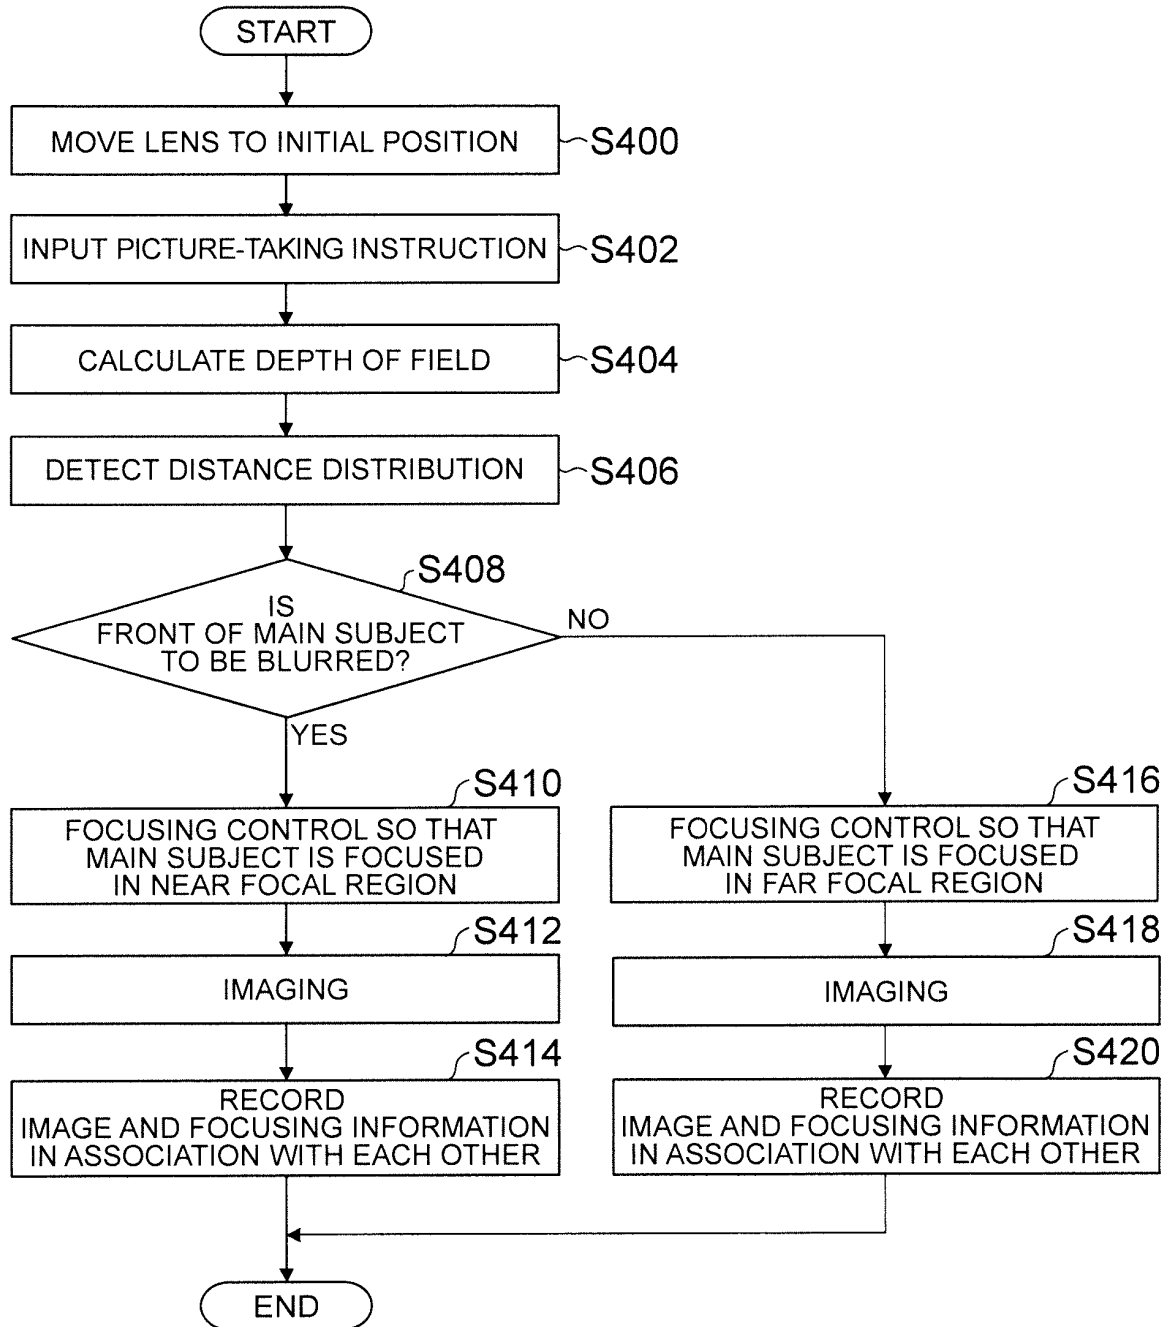 START
MOVE LENS TO INITIAL POSITION
S400
INPUT PICTURE-TAKING INSTRUCTION
S402
CALCULATE DEPTH OF FIELD
S404
DETECT DISTANCE DISTRIBUTION
S406
S408
IS
FRONT OF MAIN SUBJECT
TO BE BLURRED?
NO
YES
S410
FOCUSING CONTROL SO THAT
MAIN SUBJECT IS FOCUSED
IN NEAR FOCAL REGION
S412
IMAGING
S414
RECORD
IMAGE AND FOCUSING INFORMATION
IN ASSOCIATION WITH EACH OTHER
S416
FOCUSING CONTROL SO THAT
MAIN SUBJECT IS FOCUSED
IN FAR FOCAL REGION
S418
IMAGING
S420
RECORD
IMAGE AND FOCUSING INFORMATION
IN ASSOCIATION WITH EACH OTHER
END